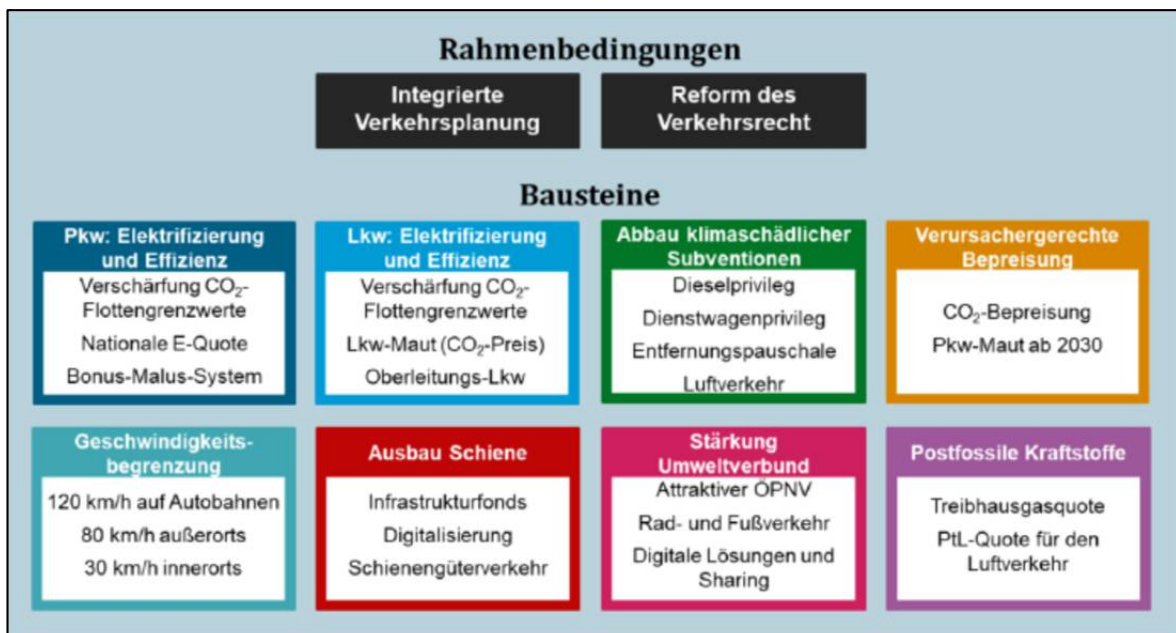 Rahmenbedingungen
Integrierte
Verkehrsplanung
Reform des
Verkehrsrecht
Bausteine
Pkw: Elektrifizierung
und Effizienz
Verschärfung CO₂-
Flottengrenzwerte
Nationale E-Quote
Bonus-Malus-System
Lkw: Elektrifizierung
und Effizienz
Verschärfung CO₂-
Flottengrenzwerte
Lkw-Maut (CO₂-Preis)
Oberleitungs-Lkw
Abbau klimaschädlicher
Subventionen
Dieselprivileg
Dienstwagenprivileg
Entfernungspauschale
Luftverkehr
Verursachergerechte
Bepreisung
CO₂-Bepreisung
Pkw-Maut ab 2030
Geschwindigkeits-
begrenzung
120 km/h auf Autobahnen
80 km/h außerorts
30 km/h innerorts
Ausbau Schiene
Infrastrukturfonds
Digitalisierung
Schienengüterverkehr
Stärkung
Umweltverbund
Attraktiver ÖPNV
Rad- und Fußverkehr
Digitale Lösungen und
Sharing
Postfossile Kraftstoffe
Treibhausgasquote
PtL-Quote für den
Luftverkehr